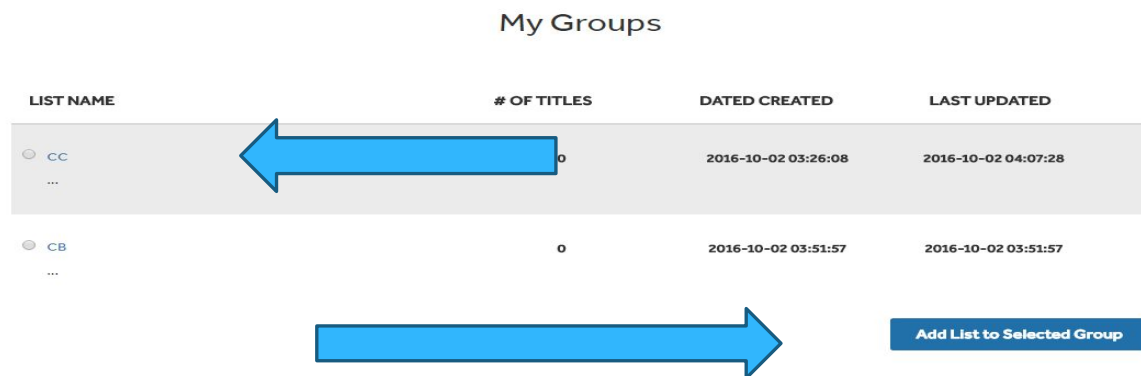 My Groups
LIST NAME # OF TITLES DATED CREATED LAST UPDATED
CC 0 2016-10-02 03:26:08 2016-10-02 04:07:28
...
CB 0 2016-10-02 03:51:57 2016-10-02 03:51:57
...
Add List to Selected Group